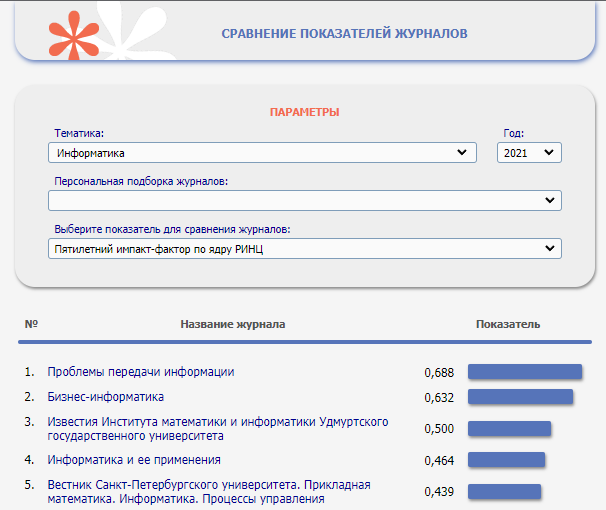 СРАВНЕНИЕ ПОКАЗАТЕЛЕЙ ЖУРНАЛОВ
ПАРАМЕТРЫ
Тематика: Год:
Информатика 2021
Персональная подборка журналов:
Выберите показатель для сравнения журналов:
Пятилетний импакт-фактор по ядру РИНЦ
№ Название журнала Показатель
1. Проблемы передачи информации 0,688
2. Бизнес-информатика 0,632
3. Известия Института математики и информатики Удмуртского
государственного университета 0,500
4. Информатика и ее применения 0,464
5. Вестник Санкт-Петербургского университета. Прикладная
математика. Информатика. Процессы управления 0,439